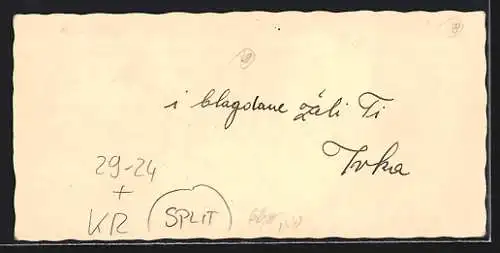 i blagdane želi Ti
Ivka
29-24
+
KR SPLIT